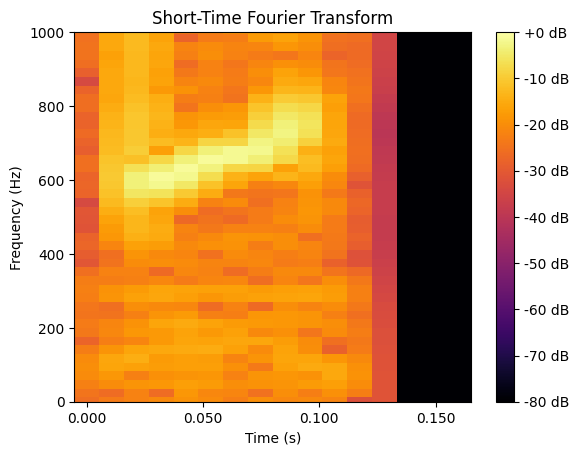 Short-Time Fourier Transform
1000
800
600
400
200
0
Frequency (Hz)
0.000
0.050
0.100
0.150
Time (s)
+0 dB
-10 dB
-20 dB
-30 dB
-40 dB
-50 dB
-60 dB
-70 dB
-80 dB